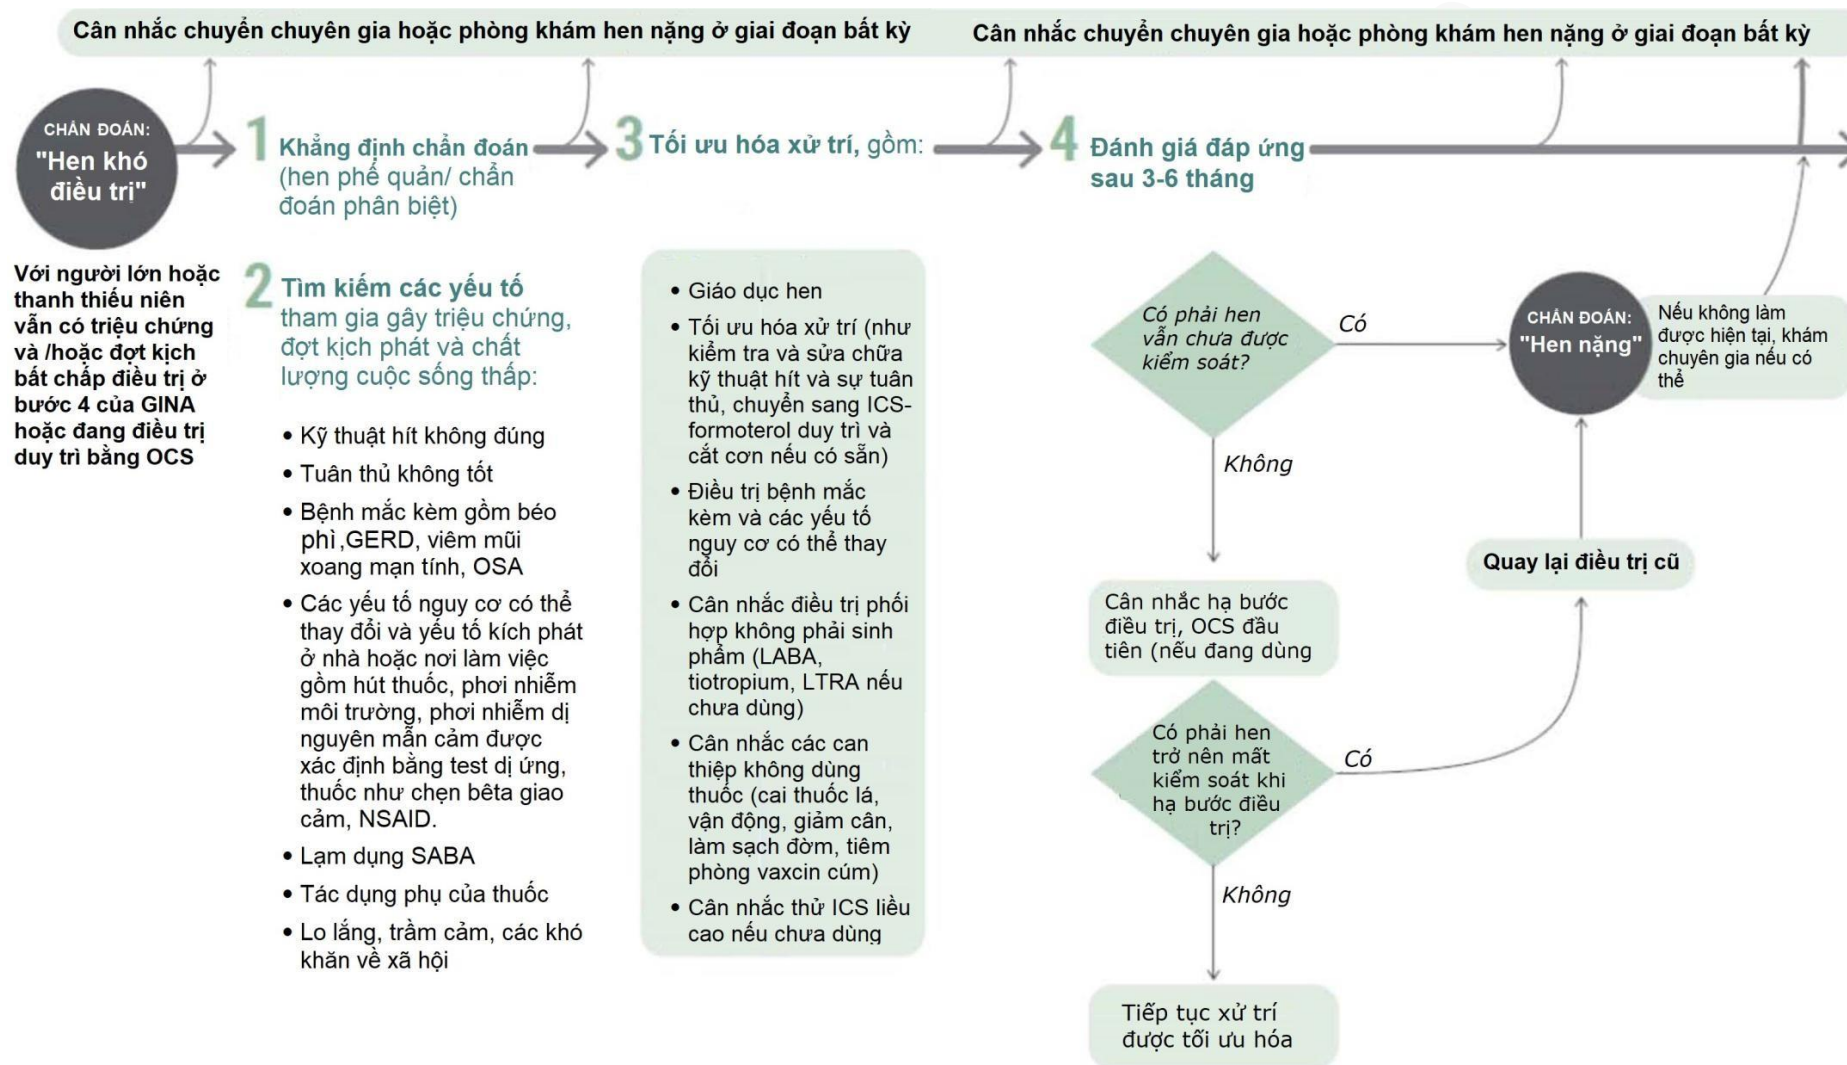 Cân nhắc chuyển chuyên gia hoặc phòng khám hen nặng ở giai đoạn bất kỳ
Cân nhắc chuyển chuyên gia hoặc phòng khám hen nặng ở giai đoạn bất kỳ
CHẨN ĐOÁN:
"Hen khó
điều trị"
Với người lớn hoặc
thanh thiếu niên
vẫn có triệu chứng
và /hoặc đợt kịch
bất chấp điều trị ở
bước 4 của GINA
hoặc đang điều trị
duy trì bằng OCS
1 Khẳng định chẩn đoán
(hen phế quản/ chẩn
đoán phân biệt)
2 Tìm kiếm các yếu tố
tham gia gây triệu chứng,
đợt kịch phát và chất
lượng cuộc sống thấp:
• Kỹ thuật hít không đúng
• Tuân thủ không tốt
• Bệnh mắc kèm gồm béo
phì,GERD, viêm mũi
xoang mạn tính, OSA
• Các yếu tố nguy cơ có thể
thay đổi và yếu tố kích phát
ở nhà hoặc nơi làm việc
gồm hút thuốc, phơi nhiễm
môi trường, phơi nhiễm dị
nguyên mẫn cảm được
xác định bằng test dị ứng,
thuốc như chẹn bêta giao
cảm, NSAID.
• Lạm dụng SABA
• Tác dụng phụ của thuốc
• Lo lắng, trầm cảm, các khó
khăn về xã hội
3 Tối ưu hóa xử trí, gồm:
• Giáo dục hen
• Tối ưu hóa xử trí (như
kiểm tra và sửa chữa
kỹ thuật hít và sự tuân
thủ, chuyển sang ICS-
formoterol duy trì và
cắt cơn nếu có sẵn)
• Điều trị bệnh mắc
kèm và các yếu tố
nguy cơ có thể thay
đổi
• Cân nhắc điều trị phối
hợp không phải sinh
phẩm (LABA,
tiotropium, LTRA nếu
chưa dùng)
• Cân nhắc các can
thiệp không dùng
thuốc (cai thuốc lá,
vận động, giảm cân,
làm sạch đờm, tiêm
phòng vaxcin cúm)
• Cân nhắc thử ICS liều
cao nếu chưa dùng
4 Đánh giá đáp ứng
sau 3-6 tháng
Có phải hen
vẫn chưa được
kiểm soát?
Có
Không
CHẨN ĐOÁN:
"Hen nặng"
Nếu không làm
được hiện tại, khám
chuyên gia nếu có
thể
Quay lại điều trị cũ
Cân nhắc hạ bước
điều trị, OCS đầu
tiên (nếu đang dùng
Có phải hen
trở nên mất
kiểm soát khi
hạ bước điều
trị?
Có
Không
Tiếp tục xử trí
được tối ưu hóa